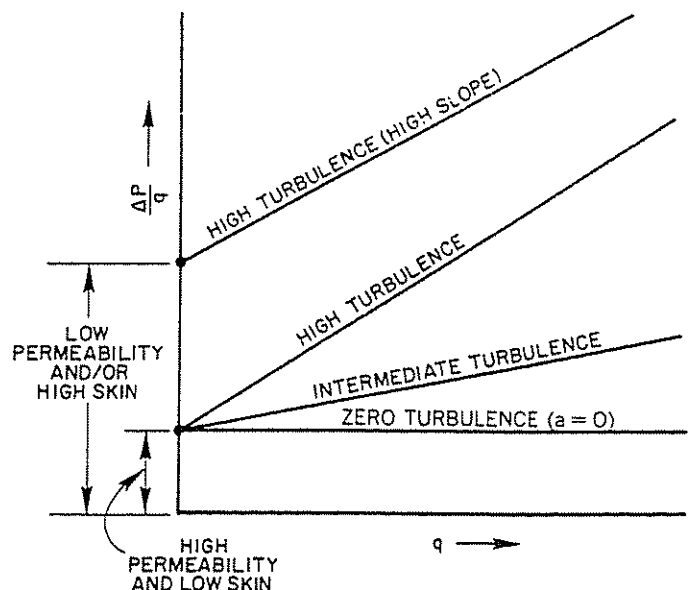 ΔP
q
HIGH TURBULENCE (HIGH SLOPE)
HIGH TURBULENCE
LOW
PERMEABILITY
AND/OR
HIGH SKIN
INTERMEDIATE TURBULENCE
ZERO TURBULENCE (a = 0)
q
HIGH
PERMEABILITY
AND LOW SKIN